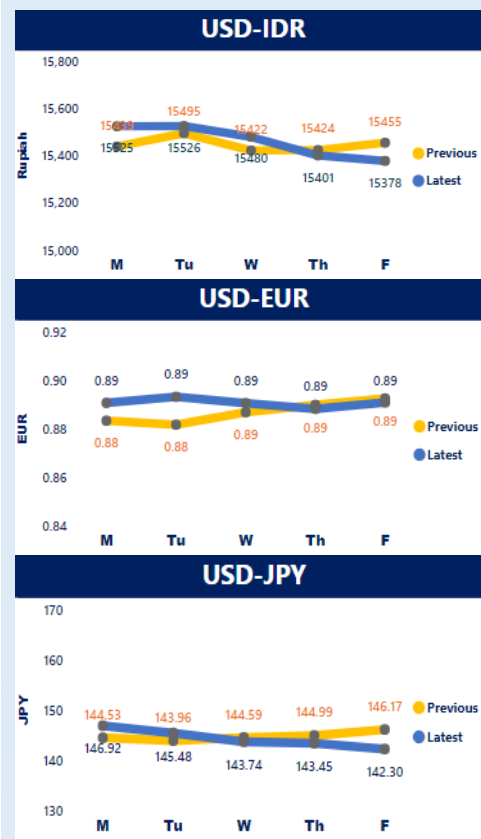 USD-IDR
15,800
15,600
15,400
15,200
15,000
Rupiah
15495
15422
15424
15455
15525
15526
15480
15401
15378
Previous
Latest
M Tu W Th F
USD-EUR
0.92
0.90
0.88
0.86
0.84
EUR
0.89 0.89 0.89 0.89 0.89
0.88 0.88 0.89 0.89 0.89
Previous
Latest
M Tu W Th F
USD-JPY
170
160
150
140
130
JPY
144.53 143.96 144.59 144.99 146.17
146.92 145.48 143.74 143.45 142.30
Previous
Latest
M Tu W Th F